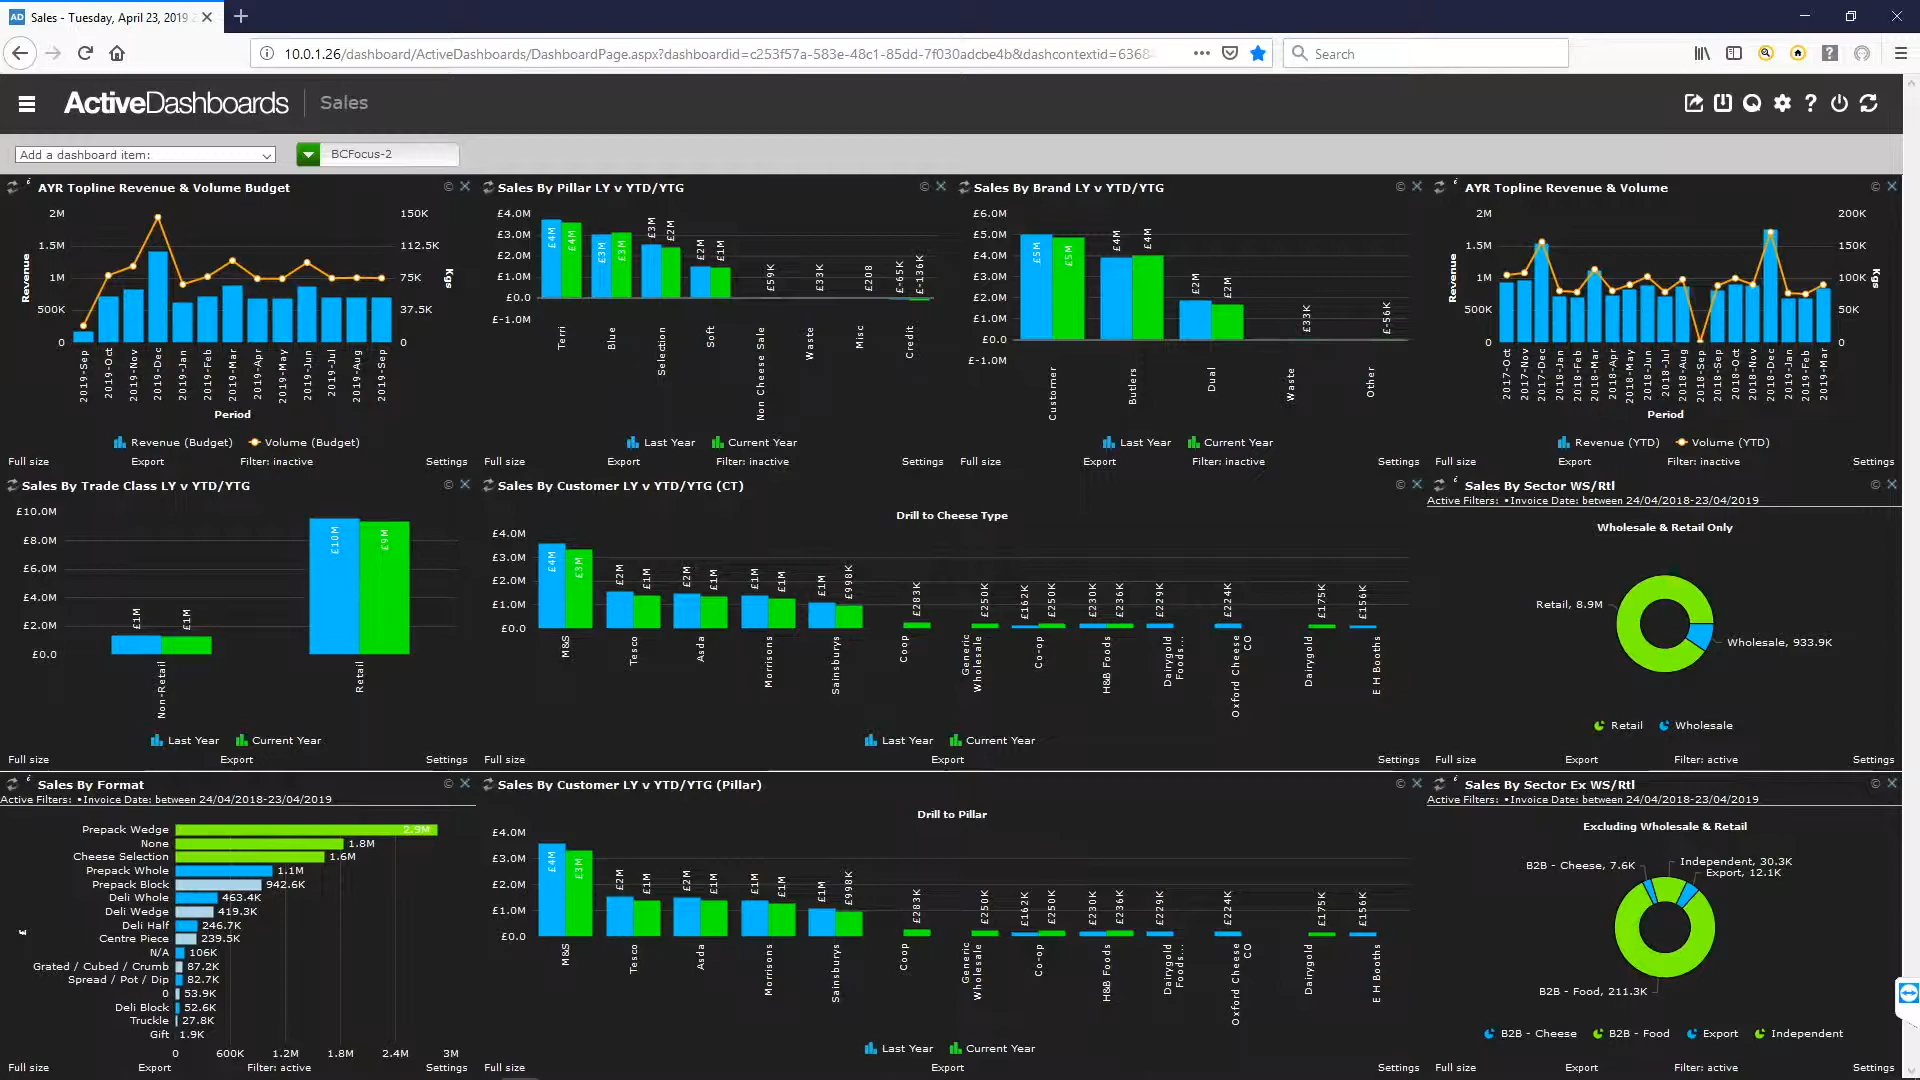 Sales - Tuesday, April 23, 2019
10.0.1.26/dashboard/ActiveDashboards/DashboardPage.aspx?dashboardid=c253f57a-583e-48c1-85dd-7f030adcbe4b&dashcontextid=6368
Search
ActiveDashboards Sales
Add a dashboard item: BCFocus-2
AYR Topline Revenue & Volume Budget
2M
1.5M
1M
500K
0
Revenue
150K
112.5K
75K
37.5K
0
Kgs
2019-Sep
2019-Oct
2019-Nov
2019-Dec
2019-Jan
2019-Feb
2019-Mar
2019-Apr
2019-May
2019-Jun
2019-Jul
2019-Aug
2019-Sep
Period
Revenue (Budget) Volume (Budget)
Full size Export Filter: inactive Settings
Sales By Pillar LY v YTD/YTG
£4.0M
£3.0M
£2.0M
£1.0M
£0.0
£-1.0M
£4M
£4M
£3M
£3M
£3M
£2M
£2M
£1M
£59K
£33K
£208
£-65K
£-136K
Terri
Blue
Selection
Soft
Non Cheese Sale
Waste
Misc
Credit
Last Year Current Year
Full size Export Filter: inactive Settings
Sales By Brand LY v YTD/YTG
£6.0M
£5.0M
£4.0M
£3.0M
£2.0M
£1.0M
£0.0
£-1.0M
£5M
£5M
£4M
£4M
£2M
£2M
£33K
£-56K
Customer
Butlers
Dual
Waste
Other
Last Year Current Year
Full size Export Filter: inactive Settings
AYR Topline Revenue & Volume
2M
1.5M
1M
500K
0
Revenue
200K
150K
100K
50K
0
Kgs
2017-Oct
2017-Nov
2017-Dec
2018-Jan
2018-Feb
2018-Mar
2018-Apr
2018-May
2018-Jun
2018-Jul
2018-Aug
2018-Sep
2018-Sep
2018-Oct
2018-Nov
2018-Dec
2019-Jan
2019-Feb
2019-Mar
Period
Revenue (YTD) Volume (YTD)
Full size Export Filter: inactive Settings
Sales By Trade Class LY v YTD/YTG
£10.0M
£8.0M
£6.0M
£4.0M
£2.0M
£0.0
£1M
£1M
£10M
£9M
Non-Retail
Retail
Last Year Current Year
Full size Export Settings
Sales By Customer LY v YTD/YTG (CT)
Drill to Cheese Type
£4.0M
£3.0M
£2.0M
£1.0M
£0.0
£4M
£3M
£2M
£1M
£2M
£1M
£1M
£1M
£1M
£998K
£283K
£250K
£162K
£250K
£230K
£236K
£229K
£224K
£175K
£156K
M&S
Tesco
Asda
Morrisons
Sainsburys
Coop
Generic
Wholesale
Co-op
H&B Foods
Dairygold
Foods...
Oxford Cheese
CO
Dairygold
E H Booths
Last Year Current Year
Full size Export Settings
Sales By Sector WS/Rtl
Active Filters: •Invoice Date: between 24/04/2018-23/04/2019
Wholesale & Retail Only
Retail, 8.9M
Wholesale, 933.9K
Retail Wholesale
Full size Export Filter: active Settings
Sales By Format
Active Filters: •Invoice Date: between 24/04/2018-23/04/2019
£
Prepack Wedge 2.9M
None 1.8M
Cheese Selection 1.6M
Prepack Whole 1.1M
Prepack Block 942.6K
Deli Whole 463.4K
Deli Wedge 419.3K
Deli Half 246.7K
Centre Piece 239.5K
N/A 106K
Grated / Cubed / Crumb 87.2K
Spread / Pot / Dip 82.7K
0 53.9K
Deli Block 52.6K
Truckle 27.8K
Gift 1.9K
0 600K 1.2M 1.8M 2.4M 3M
Full size Export Filter: active Settings
Sales By Customer LY v YTD/YTG (Pillar)
Drill to Pillar
£4.0M
£3.0M
£2.0M
£1.0M
£0.0
£4M
£3M
£2M
£1M
£2M
£1M
£1M
£1M
£1M
£998K
£283K
£250K
£162K
£250K
£230K
£236K
£229K
£224K
£175K
£156K
M&S
Tesco
Asda
Morrisons
Sainsburys
Coop
Generic
Wholesale
Co-op
H&B Foods
Dairygold
Foods...
Oxford Cheese
CO
Dairygold
E H Booths
Last Year Current Year
Full size Export Settings
Sales By Sector Ex WS/Rtl
Active Filters: •Invoice Date: between 24/04/2018-23/04/2019
Excluding Wholesale & Retail
B2B - Cheese, 7.6K
Independent, 30.3K
Export, 12.1K
B2B - Food, 211.3K
B2B - Cheese B2B - Food Export Independent
Full size Export Filter: active Settings